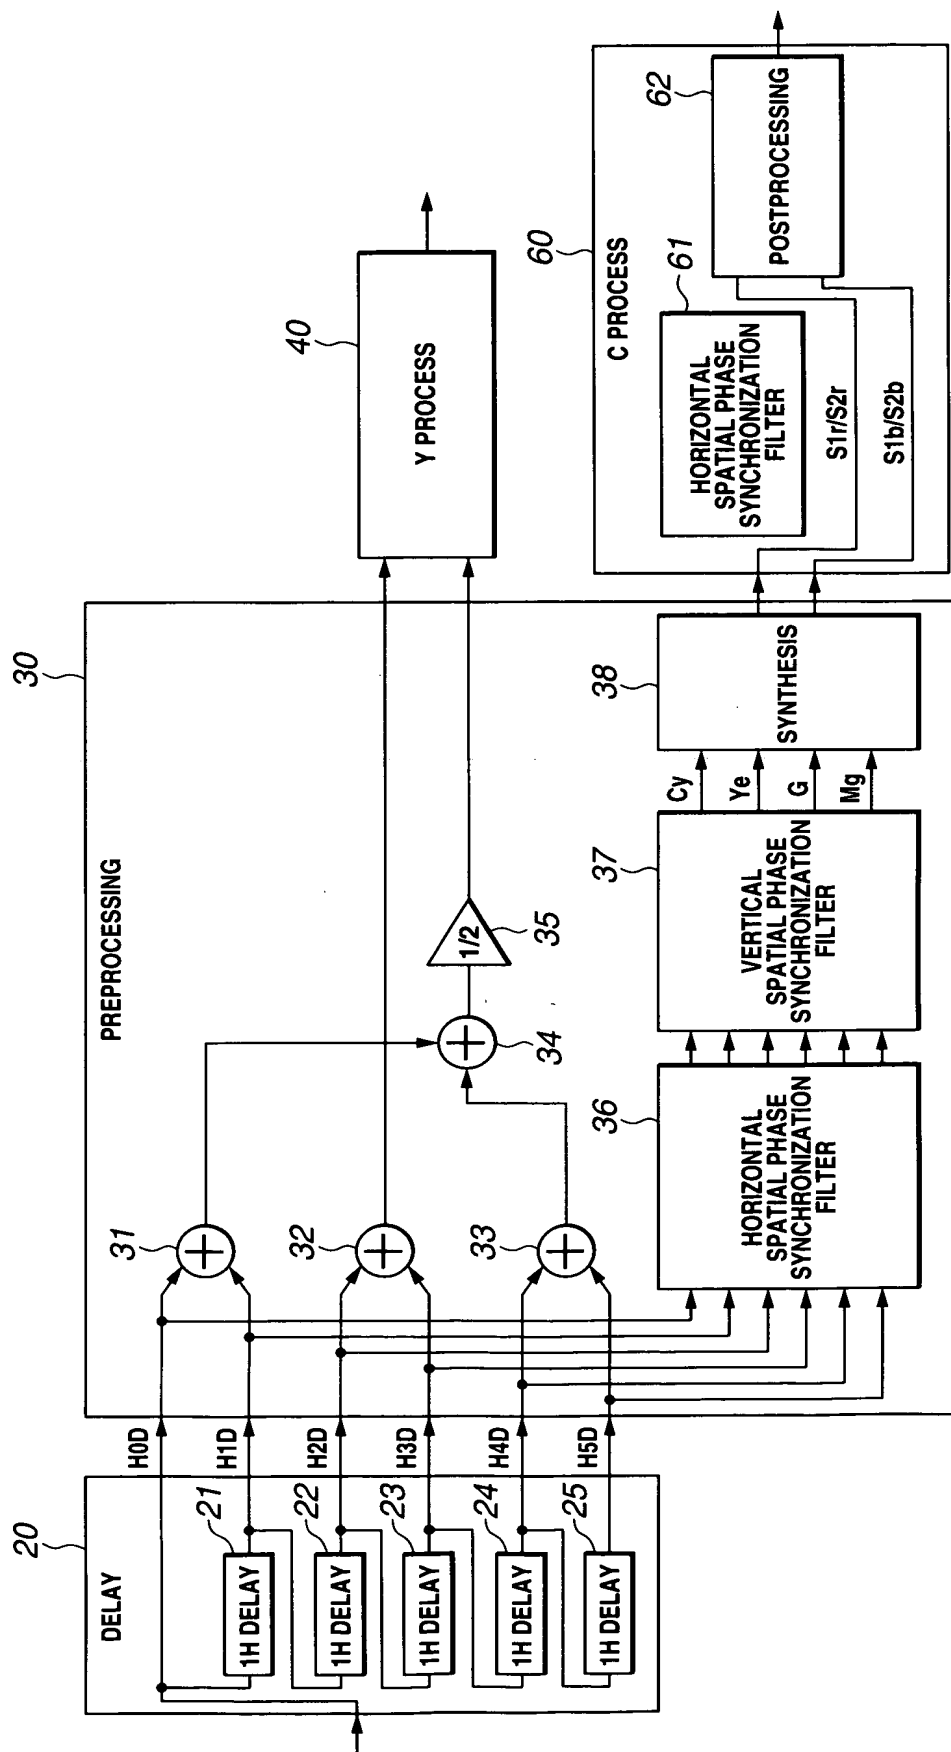 20
DELAY
21
1H DELAY
22
1H DELAY
23
1H DELAY
24
1H DELAY
25
1H DELAY
H0D
H1D
H2D
H3D
H4D
H5D
30
PREPROCESSING
31
32
33
34
1/2
35
36
HORIZONTAL
SPATIAL PHASE
SYNCHRONIZATION
FILTER
37
VERTICAL
SPATIAL PHASE
SYNCHRONIZATION
FILTER
Cy
Ye
G
Mg
38
SYNTHESIS
40
Y PROCESS
60
C PROCESS
61
HORIZONTAL
SPATIAL PHASE
SYNCHRONIZATION
FILTER
S1r/S2r
S1b/S2b
62
POSTPROCESSING